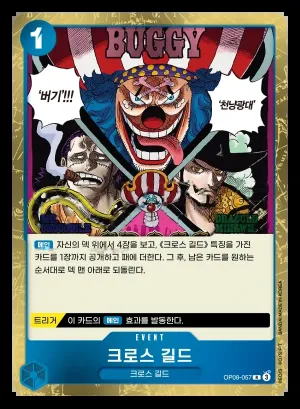 1
BUGGY
'버기'!!!
'천냥광대'
메인 자신의 덱 위에서 4장을 보고, 《크로스 길드》 특징을 가진
카드를 1장까지 공개하고 패에 더한다. 그 후, 남은 카드를 원하는
순서대로 덱 맨 아래로 되돌린다.
트리거 이 카드의 메인 효과를 발동한다.
EVENT
크로스 길드
크로스 길드
OP09-057 R 3